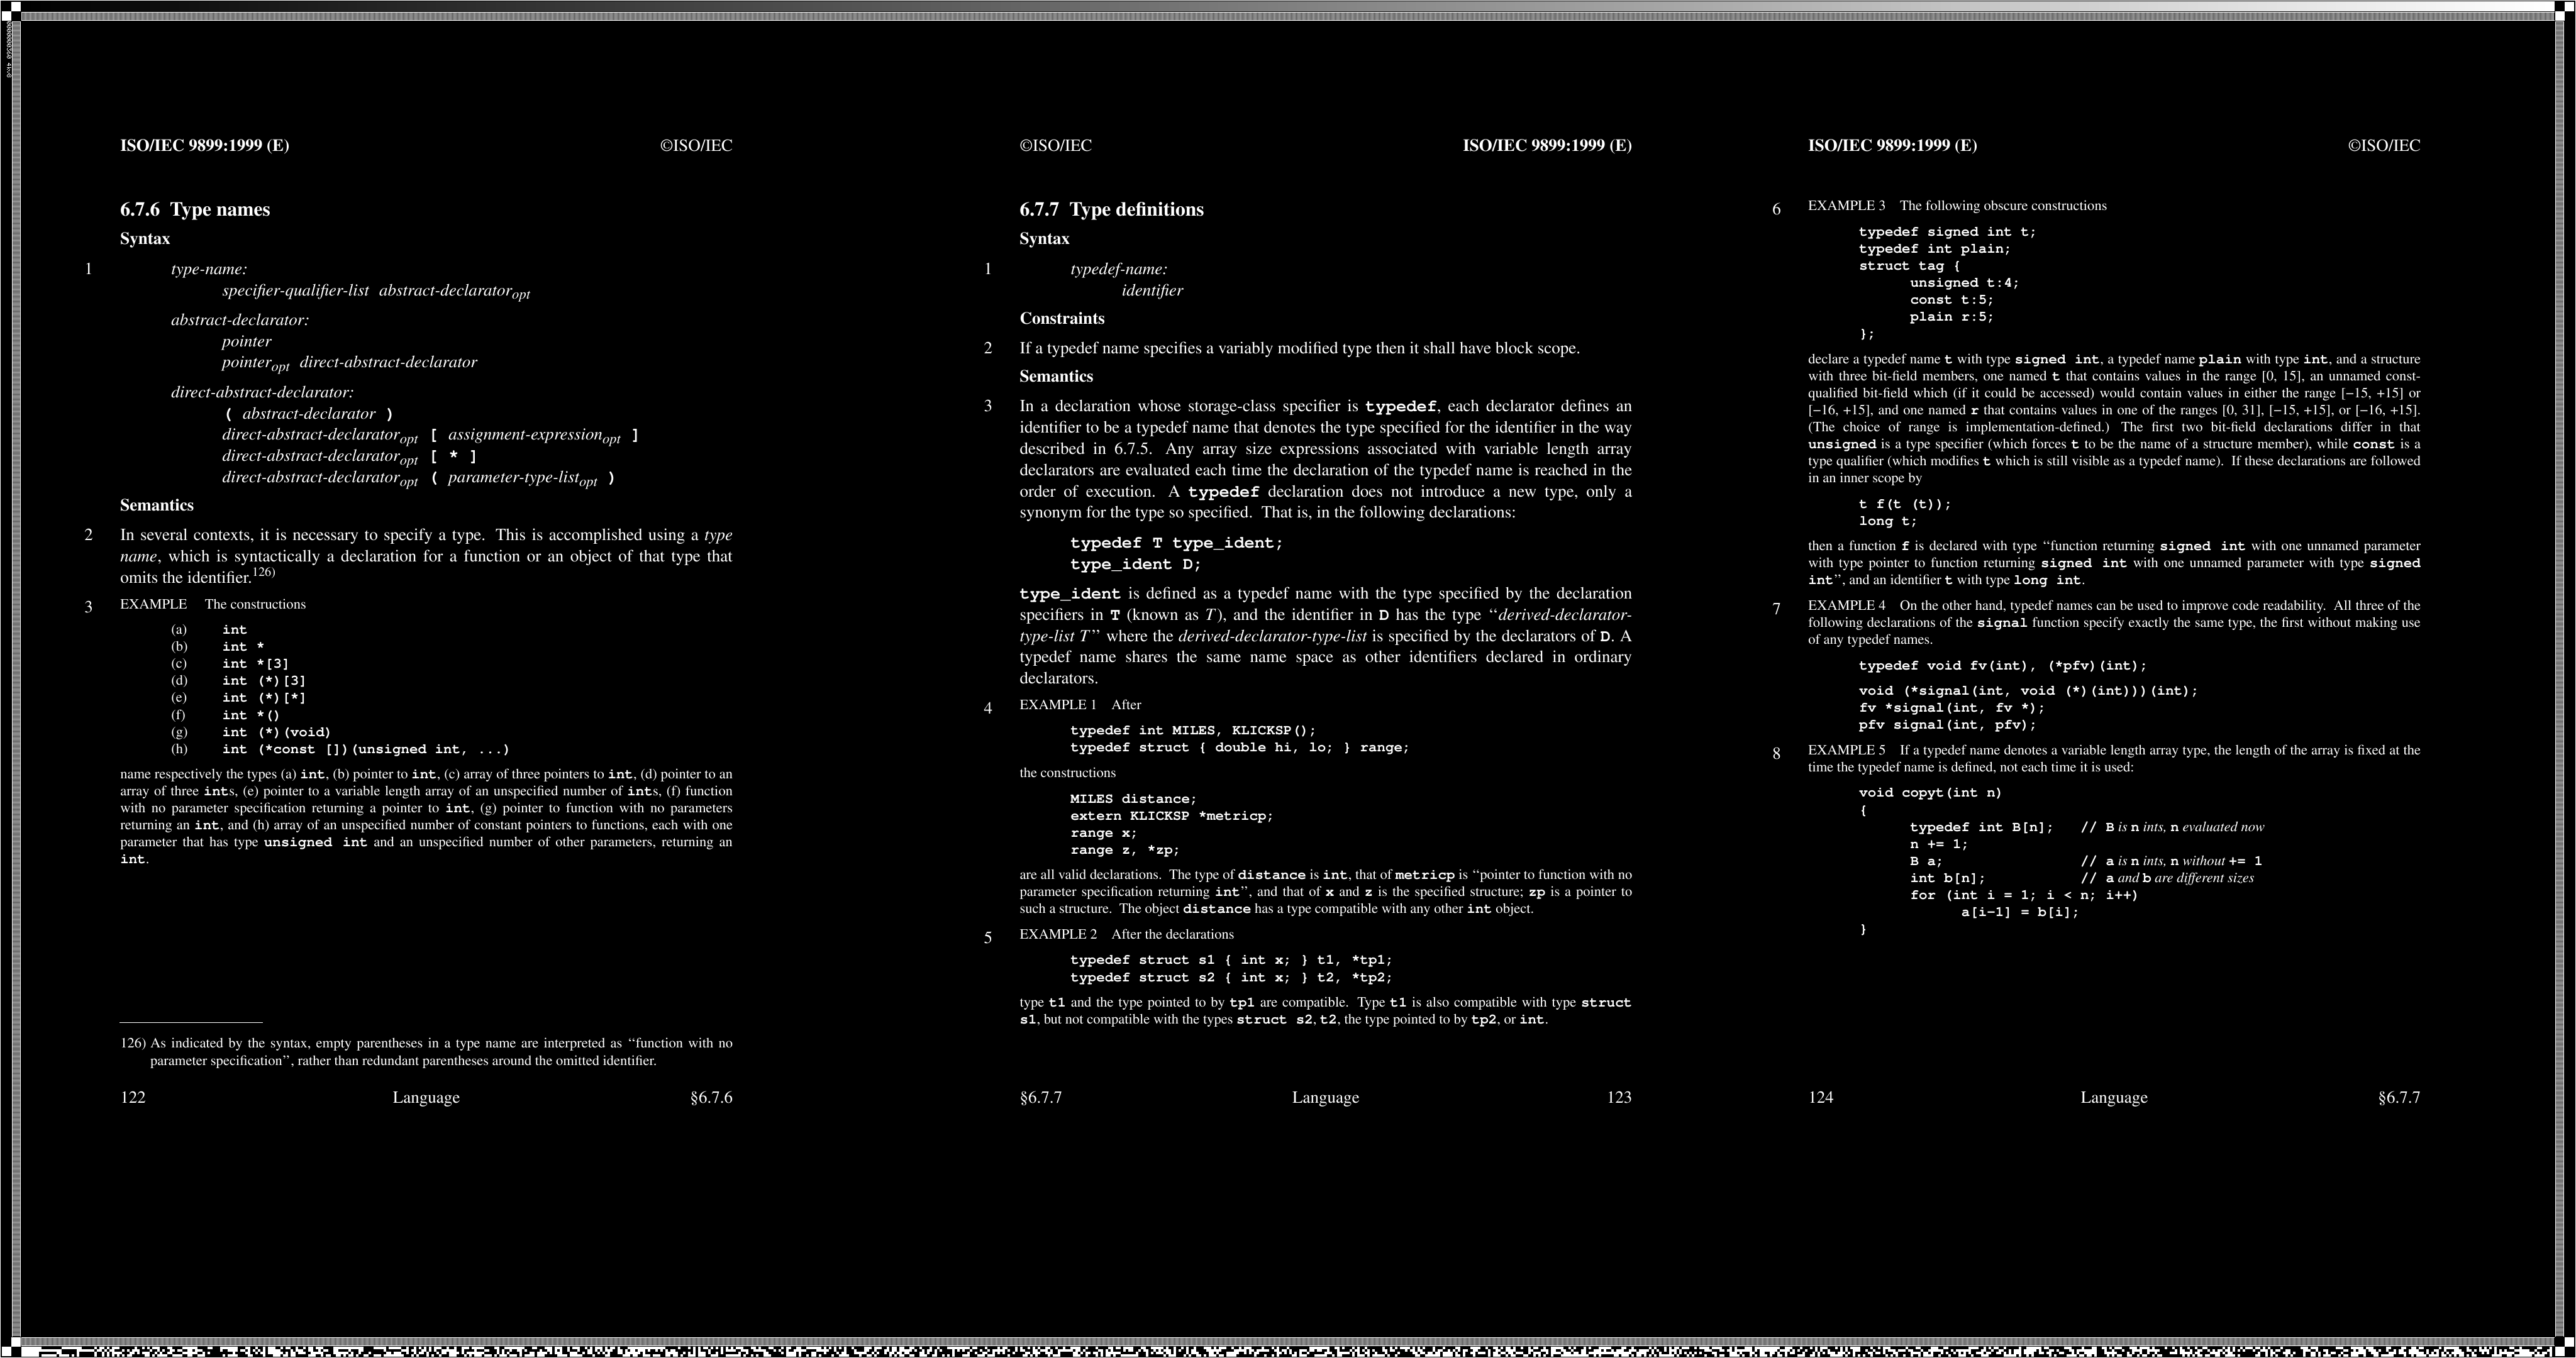 ISO/IEC 9899:1999 (E) ©ISO/IEC
6.7.6 Type names
Syntax
1 type-name:
specifier-qualifier-list abstract-declaratoropt
abstract-declarator:
pointer
pointeropt direct-abstract-declarator
direct-abstract-declarator:
( abstract-declarator )
direct-abstract-declaratoropt [ assignment-expressionopt ]
direct-abstract-declaratoropt [ * ]
direct-abstract-declaratoropt ( parameter-type-listopt )
Semantics
2 In several contexts, it is necessary to specify a type. This is accomplished using a type
name, which is syntactically a declaration for a function or an object of that type that
omits the identifier.126)
3 EXAMPLE The constructions
(a) int
(b) int *
(c) int *[3]
(d) int (*)[3]
(e) int (*)[*]
(f) int *()
(g) int (*)(void)
(h) int (*const [])(unsigned int, ...)
name respectively the types (a) int, (b) pointer to int, (c) array of three pointers to int, (d) pointer to an
array of three ints, (e) pointer to a variable length array of an unspecified number of ints, (f) function
with no parameter specification returning a pointer to int, (g) pointer to function with no parameters
returning an int, and (h) array of an unspecified number of constant pointers to functions, each with one
parameter that has type unsigned int and an unspecified number of other parameters, returning an
int.
126) As indicated by the syntax, empty parentheses in a type name are interpreted as ‘‘function with no
parameter specification’’, rather than redundant parentheses around the omitted identifier.
122 Language §6.7.6
©ISO/IEC ISO/IEC 9899:1999 (E)
6.7.7 Type definitions
Syntax
1 typedef-name:
identifier
Constraints
2 If a typedef name specifies a variably modified type then it shall have block scope.
Semantics
3 In a declaration whose storage-class specifier is typedef, each declarator defines an
identifier to be a typedef name that denotes the type specified for the identifier in the way
described in 6.7.5. Any array size expressions associated with variable length array
declarators are evaluated each time the declaration of the typedef name is reached in the
order of execution. A typedef declaration does not introduce a new type, only a
synonym for the type so specified. That is, in the following declarations:
typedef T type_ident;
type_ident D;
type_ident is defined as a typedef name with the type specified by the declaration
specifiers in T (known as T), and the identifier in D has the type ‘‘derived-declarator-
type-list T’’ where the derived-declarator-type-list is specified by the declarators of D. A
typedef name shares the same name space as other identifiers declared in ordinary
declarators.
4 EXAMPLE 1 After
typedef int MILES, KLICKSP();
typedef struct { double hi, lo; } range;
the constructions
MILES distance;
extern KLICKSP *metricp;
range x;
range z, *zp;
are all valid declarations. The type of distance is int, that of metricp is ‘‘pointer to function with no
parameter specification returning int’’, and that of x and z is the specified structure; zp is a pointer to
such a structure. The object distance has a type compatible with any other int object.
5 EXAMPLE 2 After the declarations
typedef struct s1 { int x; } t1, *tp1;
typedef struct s2 { int x; } t2, *tp2;
type t1 and the type pointed to by tp1 are compatible. Type t1 is also compatible with type struct
s1, but not compatible with the types struct s2, t2, the type pointed to by tp2, or int.
§6.7.7 Language 123
ISO/IEC 9899:1999 (E) ©ISO/IEC
6 EXAMPLE 3 The following obscure constructions
typedef signed int t;
typedef int plain;
struct tag {
unsigned t:4;
const t:5;
plain r:5;
};
declare a typedef name t with type signed int, a typedef name plain with type int, and a structure
with three bit-field members, one named t that contains values in the range [0, 15], an unnamed const-
qualified bit-field which (if it could be accessed) would contain values in either the range [−15, +15] or
[−16, +15], and one named r that contains values in one of the ranges [0, 31], [−15, +15], or [−16, +15].
(The choice of range is implementation-defined.) The first two bit-field declarations differ in that
unsigned is a type specifier (which forces t to be the name of a structure member), while const is a
type qualifier (which modifies t which is still visible as a typedef name). If these declarations are followed
in an inner scope by
t f(t (t));
long t;
then a function f is declared with type ‘‘function returning signed int with one unnamed parameter
with type pointer to function returning signed int with one unnamed parameter with type signed
int’’, and an identifier t with type long int.
7 EXAMPLE 4 On the other hand, typedef names can be used to improve code readability. All three of the
following declarations of the signal function specify exactly the same type, the first without making use
of any typedef names.
typedef void fv(int), (*pfv)(int);
void (*signal(int, void (*)(int)))(int);
fv *signal(int, fv *);
pfv signal(int, pfv);
8 EXAMPLE 5 If a typedef name denotes a variable length array type, the length of the array is fixed at the
time the typedef name is defined, not each time it is used:
void copyt(int n)
{
typedef int B[n]; // B is n ints, n evaluated now
n += 1;
B a; // a is n ints, n without += 1
int b[n]; // a and b are different sizes
for (int i = 1; i < n; i++)
a[i-1] = b[i];
}
124 Language §6.7.7